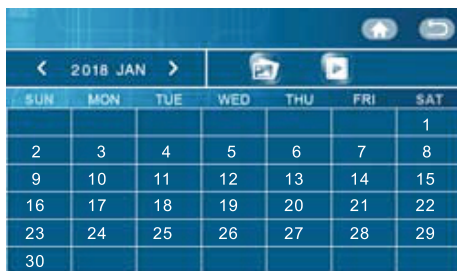 2018 JAN
SUN MON TUE WED THU FRI SAT
1
2 3 4 5 6 7 8
9 10 11 12 13 14 15
16 17 18 19 20 21 22
23 24 25 26 27 28 29
30